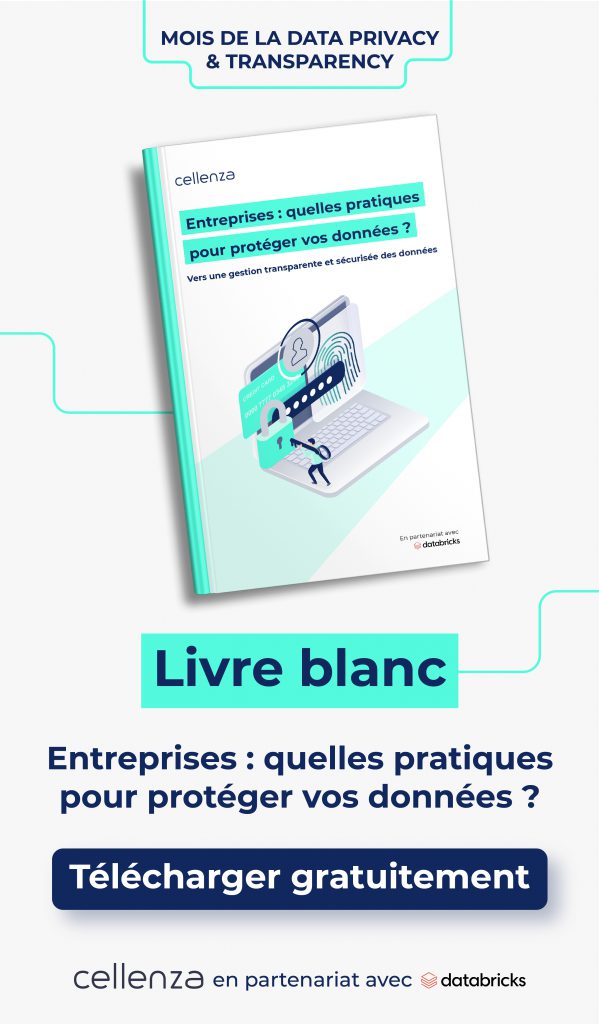 MOIS DE LA DATA PRIVACY
& TRANSPARENCY
cellenza
Entreprises : quelles pratiques
pour protéger vos données ?
Vers une gestion transparente et sécurisée des données
CREDIT CARD
En partenariat avec
databricks
Livre blanc
Entreprises : quelles pratiques
pour protéger vos données ?
Télécharger gratuitement
cellenza en partenariat avec databricks